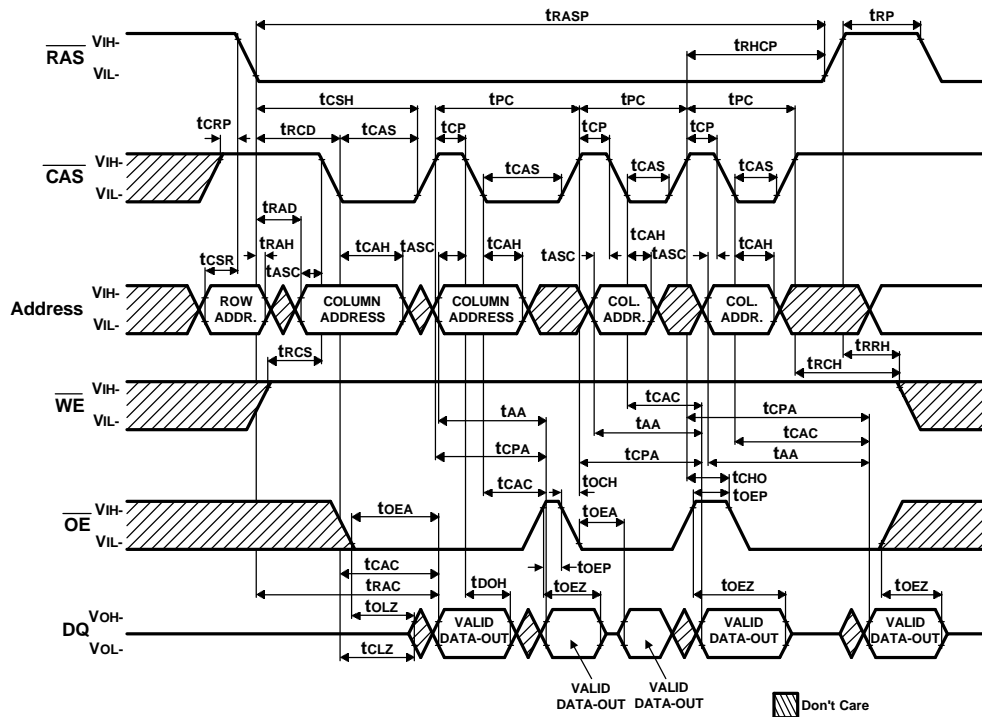 tRASP
tRP
VIH-
RAS
VIL-
tRHCP
tCSH
tPC
tPC
tPC
tCRP
tRCD
tCAS
tCP
tCP
tCP
VIH-
CAS
VIL-
tCAS
tCAS
tCAS
tRAD
tRAH
tCSR
tASC
tCAH
tASC
tCAH
tASC
tCAH
tASC
tCAH
VIH-
Address
VIL-
ROW
ADDR.
COLUMN
ADDRESS
COLUMN
ADDRESS
COL.
ADDR.
COL.
ADDR.
tRCS
tRRH
tRCH
VIH-
WE
VIL-
tCAC
tCPA
tAA
tAA
tCAC
tCPA
tCPA
tAA
tCAC
tOCH
tCHO
tOEP
VIH-
OE
VIL-
tOEA
tOEA
tOEP
tCAC
tRAC
tDOH
tOEZ
tOEZ
tOEZ
tOLZ
VOH-
DQ
VOL-
VALID
DATA-OUT
VALID
DATA-OUT
VALID
DATA-OUT
tCLZ
VALID
DATA-OUT
VALID
DATA-OUT
Don't Care